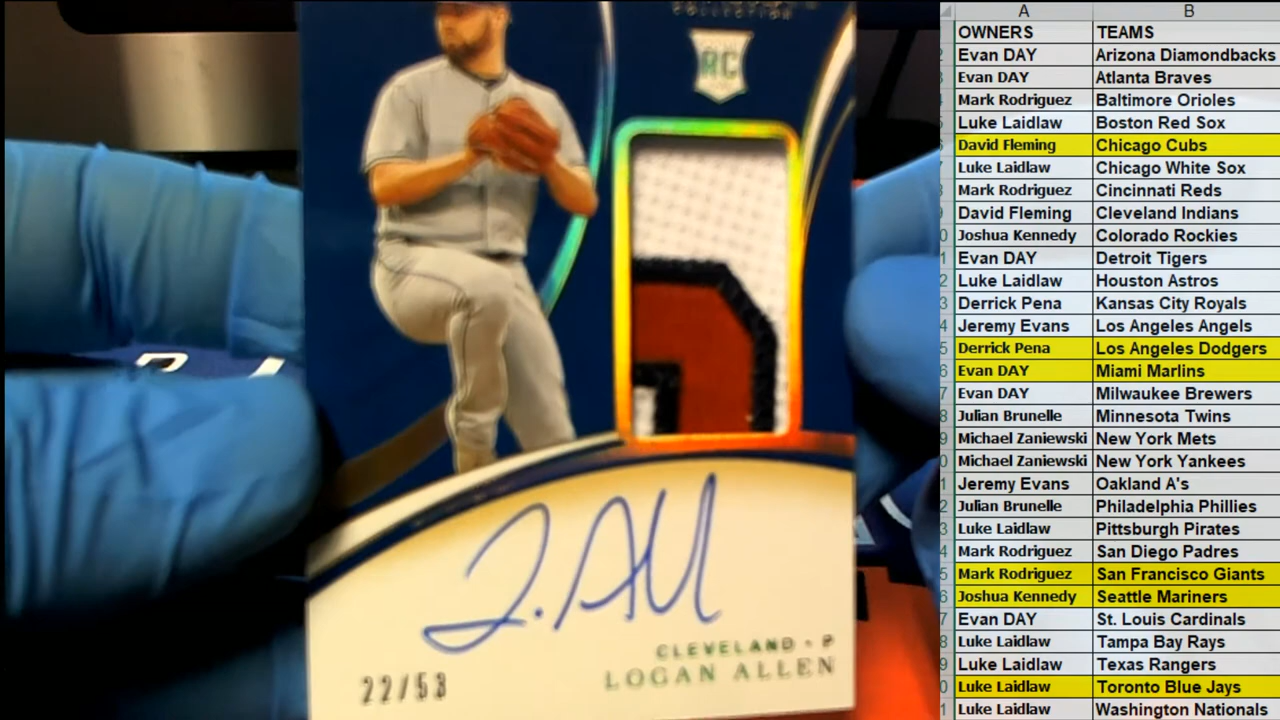 COLLECTION
RC
J. All
CLEVELAND • P
LOGAN ALLEN
22/53
A B
OWNERS TEAMS
Evan DAY Arizona Diamondbacks
Evan DAY Atlanta Braves
Mark Rodriguez Baltimore Orioles
Luke Laidlaw Boston Red Sox
David Fleming Chicago Cubs
Luke Laidlaw Chicago White Sox
Mark Rodriguez Cincinnati Reds
David Fleming Cleveland Indians
Joshua Kennedy Colorado Rockies
Evan DAY Detroit Tigers
Luke Laidlaw Houston Astros
Derrick Pena Kansas City Royals
Jeremy Evans Los Angeles Angels
Derrick Pena Los Angeles Dodgers
Evan DAY Miami Marlins
Evan DAY Milwaukee Brewers
Julian Brunelle Minnesota Twins
Michael Zaniewski New York Mets
Michael Zaniewski New York Yankees
Jeremy Evans Oakland A's
Julian Brunelle Philadelphia Phillies
Luke Laidlaw Pittsburgh Pirates
Mark Rodriguez San Diego Padres
Mark Rodriguez San Francisco Giants
Joshua Kennedy Seattle Mariners
Evan DAY St. Louis Cardinals
Luke Laidlaw Tampa Bay Rays
Luke Laidlaw Texas Rangers
Luke Laidlaw Toronto Blue Jays
Luke Laidlaw Washington Nationals